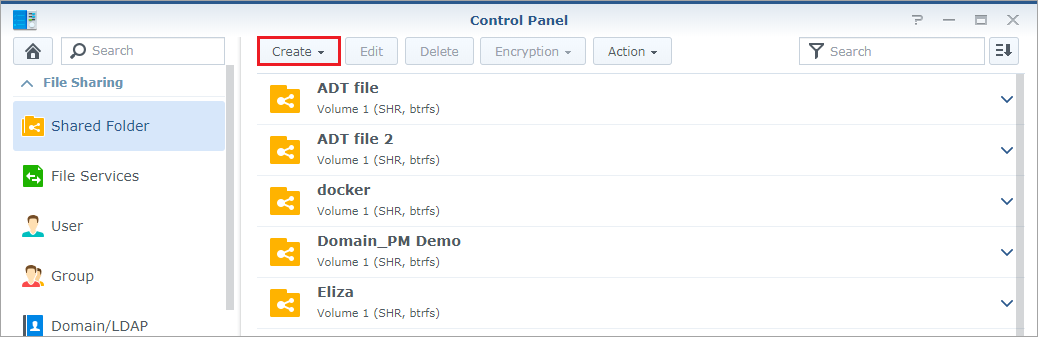 Control Panel
Search
Create
Edit
Delete
Encryption
Action
Search
File Sharing
Shared Folder
File Services
User
Group
Domain/LDAP
ADT file
Volume 1 (SHR, btrfs)
ADT file 2
Volume 1 (SHR, btrfs)
docker
Volume 1 (SHR, btrfs)
Domain_PM Demo
Volume 1 (SHR, btrfs)
Eliza
Volume 1 (SHR, btrfs)